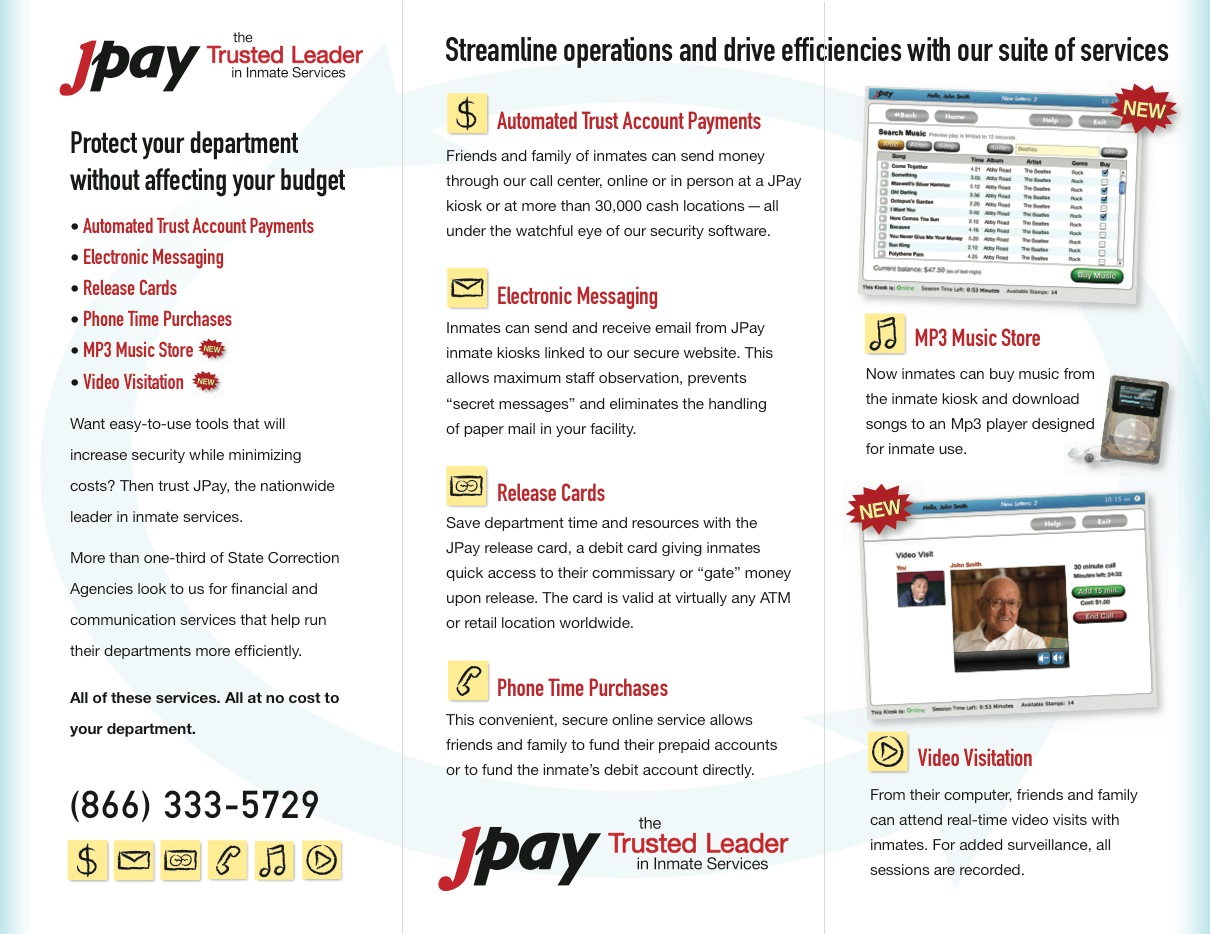 Jpay
the
Trusted Leader
in Inmate Services
Protect your department
without affecting your budget
• Automated Trust Account Payments
• Electronic Messaging
• Release Cards
• Phone Time Purchases
• MP3 Music Store NEW
• Video Visitation NEW
Want easy-to-use tools that will
increase security while minimizing
costs? Then trust JPay, the nationwide
leader in inmate services.
More than one-third of State Correction
Agencies look to us for financial and
communication services that help run
their departments more efficiently.
All of these services. All at no cost to
your department.
(866) 333-5729
Streamline operations and drive efficiencies with our suite of services
$ Automated Trust Account Payments
Friends and family of inmates can send money
through our call center, online or in person at a JPay
kiosk or at more than 30,000 cash locations — all
under the watchful eye of our security software.
Electronic Messaging
Inmates can send and receive email from JPay
inmate kiosks linked to our secure website. This
allows maximum staff observation, prevents
“secret messages” and eliminates the handling
of paper mail in your facility.
Release Cards
Save department time and resources with the
JPay release card, a debit card giving inmates
quick access to their commissary or “gate” money
upon release. The card is valid at virtually any ATM
or retail location worldwide.
Phone Time Purchases
This convenient, secure online service allows
friends and family to fund their prepaid accounts
or to fund the inmate’s debit account directly.
Jpay
the
Trusted Leader
in Inmate Services
NEW
Jpay Hello, John Smith New Letters: 2
Back Home Help Exit
Search Music Preview play is limited to 12 seconds.
Artist Album Song Beatles
Song Time Album Artist Genre Buy
Come Together 4.21 Abby Road The Beatles Rock
Something 3.05 Abby Road The Beatles Rock
Maxwell's Silver Hammer 5.12 Abby Road The Beatles Rock
Oh! Darling 3.56 Abby Road The Beatles Rock
Octopus's Garden 2.20 Abby Road The Beatles Rock
I Want You Abby Road The Beatles Rock
Here Comes The Sun 2.12 Abby Road The Beatles Rock
Because 4.16 Abby Road The Beatles Rock
You Never Give Me Your Money 3.20 Abby Road The Beatles Rock
Sun King 2.12 Abby Road The Beatles Rock
Polythene Pam 4.25 Abby Road The Beatles Rock
Current balance: $47.50 (as of last night)
Buy Music
This Kiosk is: Online Session Time Left: 0:53 Minutes Available Stamps: 14
MP3 Music Store
Now inmates can buy music from
the inmate kiosk and download
songs to an Mp3 player designed
for inmate use.
NEW
Hello, John Smith New Letters: 2 10:15 AM
Help Exit
Video Visit
You John Smith
30 minute call
Minutes left: 24:32
Add 15 min.
Cost: $1.00
End Call
This Kiosk is: Online Session Time Left: 0:53 Minutes Available Stamps: 14
Video Visitation
From their computer, friends and family
can attend real-time video visits with
inmates. For added surveillance, all
sessions are recorded.